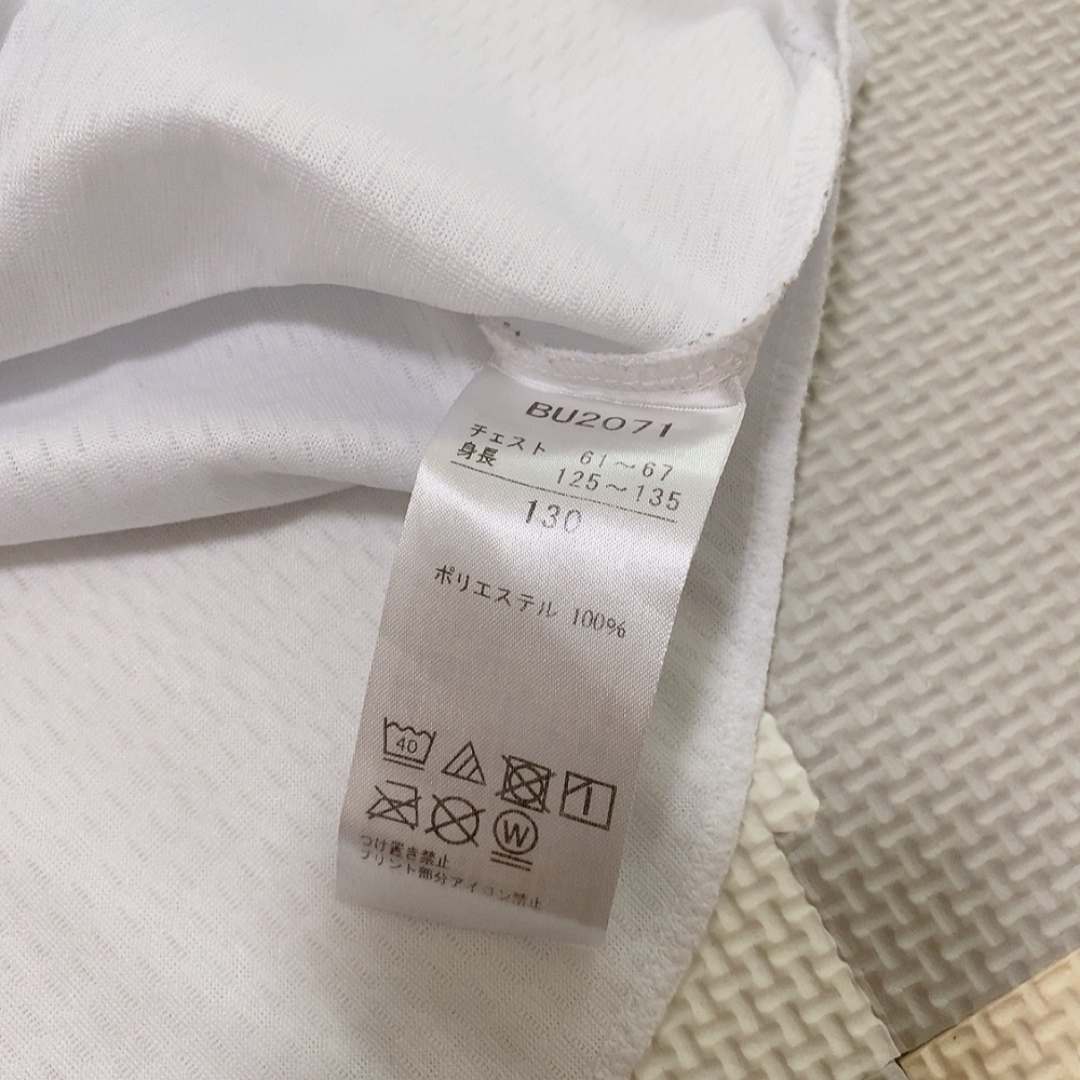 BU2071
チェスト 61～67
身長 125～135
130
ポリエステル 100%
40
W
つけ置き禁止
プリント部分アイロン禁止